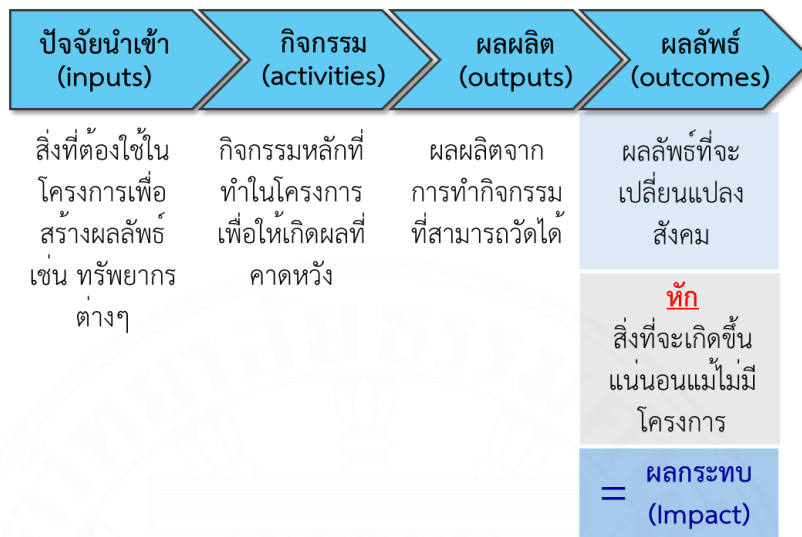 ปัจจัยนำเข้า
(inputs)
กิจกรรม
(activities)
ผลผลิต
(outputs)
ผลลัพธ์
(outcomes)
สิ่งที่ต้องใช้ใน
โครงการเพื่อ
สร้างผลลัพธ์
เช่น ทรัพยากร
ต่างๆ
กิจกรรมหลักที่
ทำในโครงการ
เพื่อให้เกิดผลที่
คาดหวัง
ผลผลิตจาก
การทำกิจกรรม
ที่สามารถวัดได้
ผลลัพธ์ที่จะ
เปลี่ยนแปลง
สังคม
หัก
สิ่งที่จะเกิดขึ้น
แน่นอนแม้ไม่มี
โครงการ
= ผลกระทบ
(Impact)